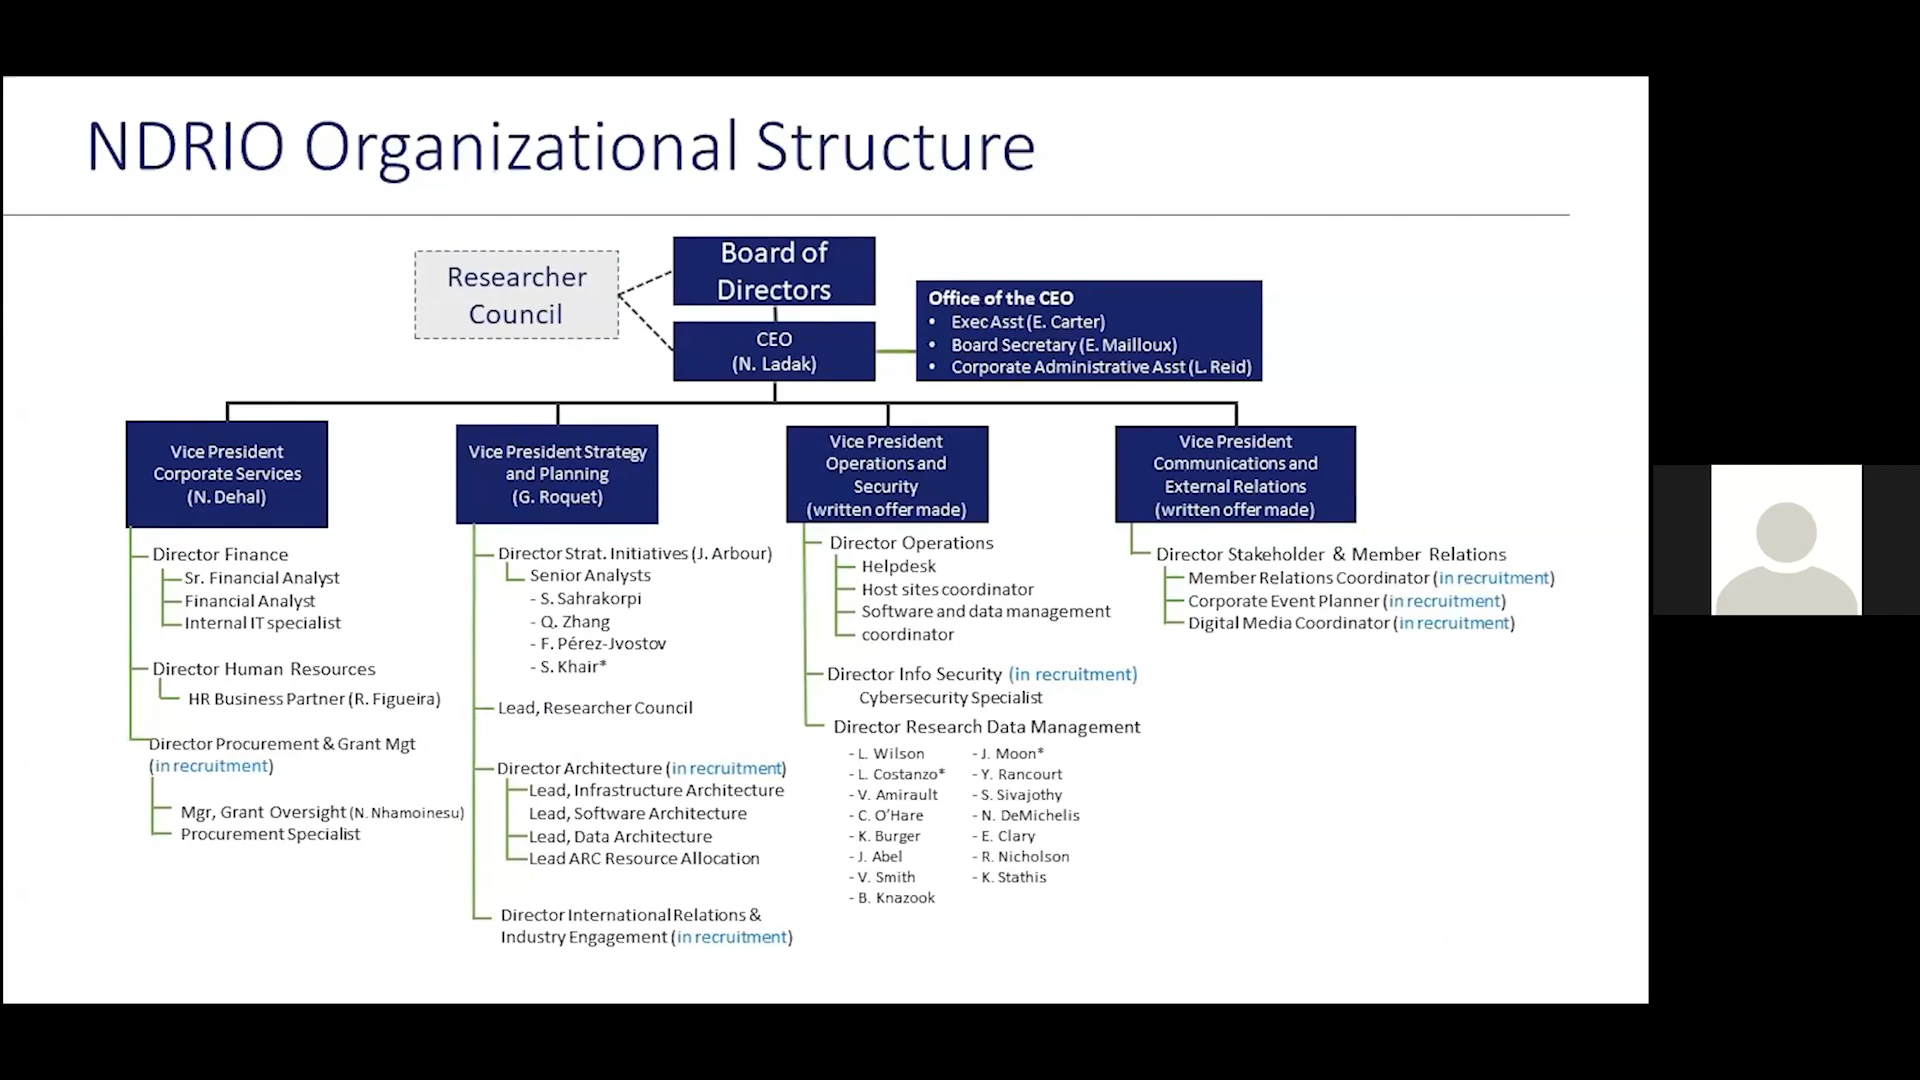 NDRIO Organizational Structure
Researcher
Council
Board of
Directors
CEO
(N. Ladak)
Office of the CEO
• Exec Asst (E. Carter)
• Board Secretary (E. Mailloux)
• Corporate Administrative Asst (L. Reid)
Vice President
Corporate Services
(N. Dehal)
Director Finance
Sr. Financial Analyst
Financial Analyst
Internal IT specialist
Director Human Resources
HR Business Partner (R. Figueira)
Director Procurement & Grant Mgt
(in recruitment)
Mgr, Grant Oversight (N. Nhamoinesu)
Procurement Specialist
Vice President Strategy
and Planning
(G. Roquet)
Director Strat. Initiatives (J. Arbour)
Senior Analysts
- S. Sahrakorpi
- Q. Zhang
- F. Pérez-Jvostov
- S. Khair*
Lead, Researcher Council
Director Architecture (in recruitment)
Lead, Infrastructure Architecture
Lead, Software Architecture
Lead, Data Architecture
Lead ARC Resource Allocation
Director International Relations &
Industry Engagement (in recruitment)
Vice President
Operations and
Security
(written offer made)
Director Operations
Helpdesk
Host sites coordinator
Software and data management
coordinator
Director Info Security (in recruitment)
Cybersecurity Specialist
Director Research Data Management
- L. Wilson
- L. Costanzo*
- V. Amirault
- C. O'Hare
- K. Burger
- J. Abel
- V. Smith
- B. Knazook
- J. Moon*
- Y. Rancourt
- S. Sivajothy
- N. DeMichelis
- E. Clary
- R. Nicholson
- K. Stathis
Vice President
Communications and
External Relations
(written offer made)
Director Stakeholder & Member Relations
Member Relations Coordinator (in recruitment)
Corporate Event Planner (in recruitment)
Digital Media Coordinator (in recruitment)